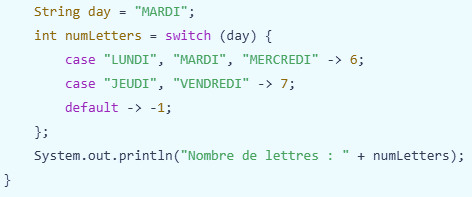 String day = "MARDI";
int numLetters = switch (day) {
case "LUNDI", "MARDI", "MERCREDI" -> 6;
case "JEUDI", "VENDREDI" -> 7;
default -> -1;
};
System.out.println("Nombre de lettres : " + numLetters);
}